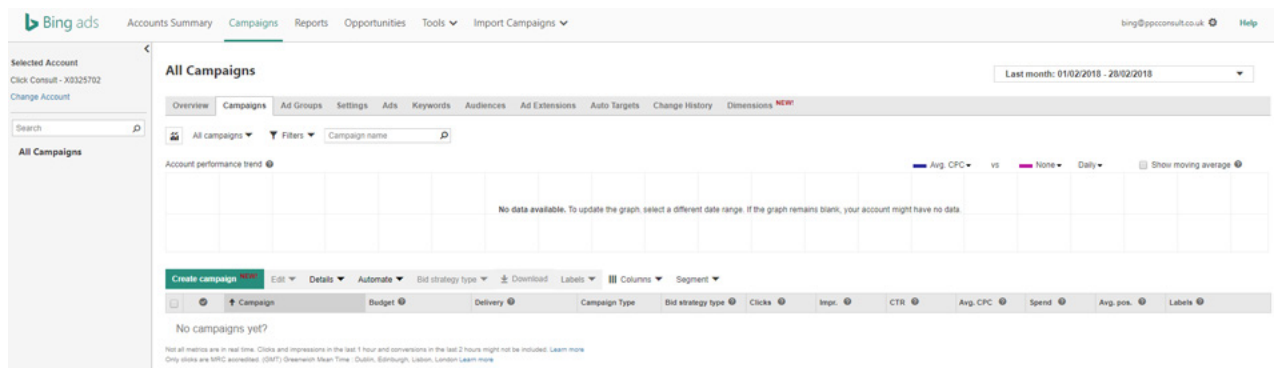 Bing ads Accounts Summary Campaigns Reports Opportunities Tools Import Campaigns bing@ppcconsult.co.uk Help
Selected Account
Click Consult - X0325702
Change Account
Search
All Campaigns
All Campaigns
Last month: 01/02/2018 - 28/02/2018
Overview Campaigns Ad Groups Settings Ads Keywords Audiences Ad Extensions Auto Targets Change History Dimensions NEW!
All campaigns Filters Campaign name
Account performance trend Avg. CPC vs None Daily Show moving average
No data available. To update the graph, select a different date range. If the graph remains blank, your account might have no data.
Create campaign NEW! Edit Details Automate Bid strategy type Download Labels Columns Segment
Campaign Budget Delivery Campaign Type Bid strategy type Clicks Impr. CTR Avg. CPC Spend Avg. pos. Labels
No campaigns yet?
Not all metrics are in real time. Clicks and impressions in the last 1 hour and conversions in the last 2 hours might not be included. Learn more
Only clicks are MRC accredited. (GMT) Greenwich Mean Time : Dublin, Edinburgh, Lisbon, London Learn more